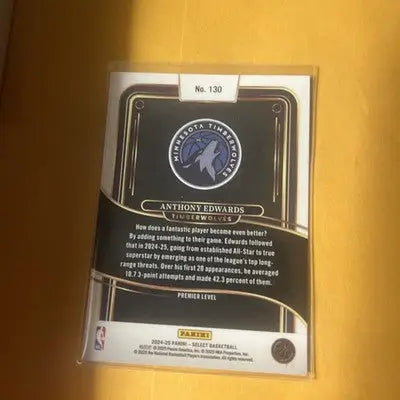 No. 130
MINNESOTA TIMBERWOLVES
ANTHONY EDWARDS
TIMBERWOLVES
How does a fantastic player become even better?
By adding something to their game. Edwards followed
that in 2024-25, going from established All-Star to true
superstar by emerging as one of the league's top long-
range threats. Over his first 20 appearances, he averaged
10.7 3-point attempts and made 42.3 percent of them.
PREMIER LEVEL
PANINI
2024-25 PANINI – SELECT BASKETBALL